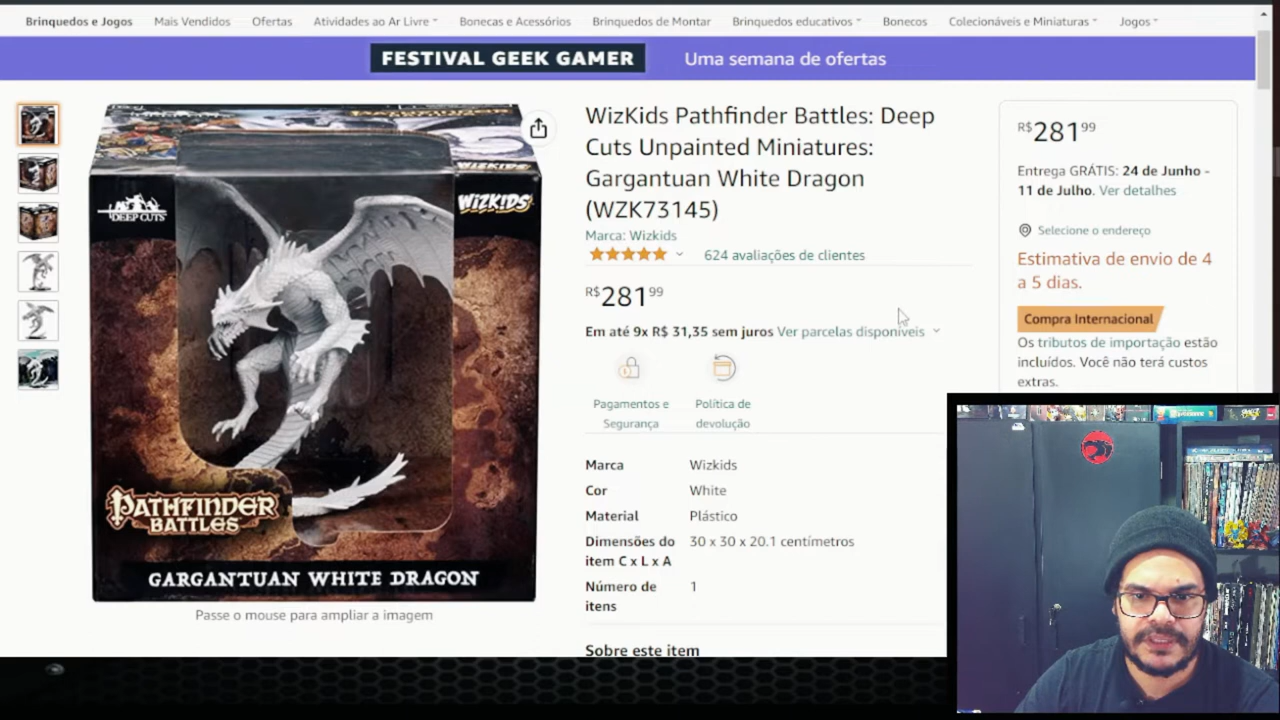 Brinquedos e Jogos Mais Vendidos Ofertas Atividades ao Ar Livre Bonecas e Acessórios Brinquedos de Montar Brinquedos educativos Bonecos Colecionáveis e Miniaturas Jogos
FESTIVAL GEEK GAMER Uma semana de ofertas
DEEP CUTS
WIZKIDS
WIZKIDS
PATHFINDER
BATTLES
GARGANTUAN WHITE DRAGON
Passe o mouse para ampliar a imagem
WizKids Pathfinder Battles: Deep
Cuts Unpainted Miniatures:
Gargantuan White Dragon
(WZK73145)
Marca: Wizkids
624 avaliações de clientes
R$28199
Em até 9x R$ 31,35 sem juros Ver parcelas disponíveis
Pagamentos e
Segurança
Política de
devolução
Marca Wizkids
Cor White
Material Plástico
Dimensões do 30 x 30 x 20.1 centímetros
item C x L x A
Número de 1
itens
Sobre este item
R$28199
Entrega GRÁTIS: 24 de Junho -
11 de Julho. Ver detalhes
Selecione o endereço
Estimativa de envio de 4
a 5 dias.
Compra Internacional
Os tributos de importação estão
incluídos. Você não terá custos
extras.